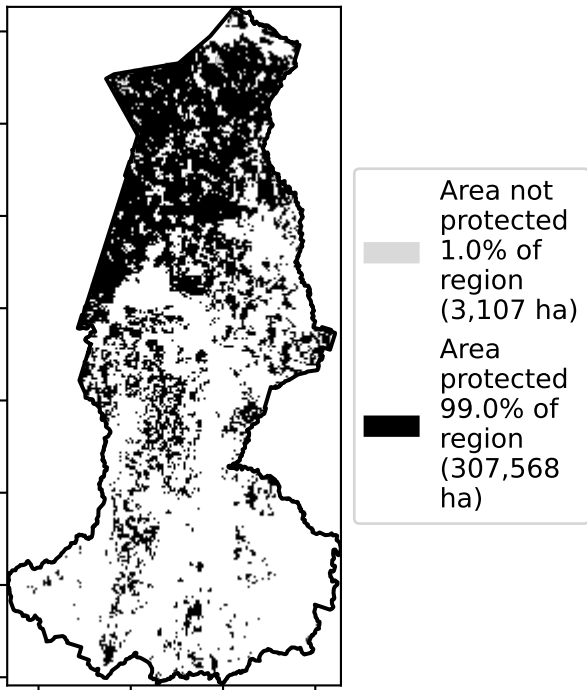 Area not
protected
1.0% of
region
(3,107 ha)
Area
protected
99.0% of
region
(307,568
ha)